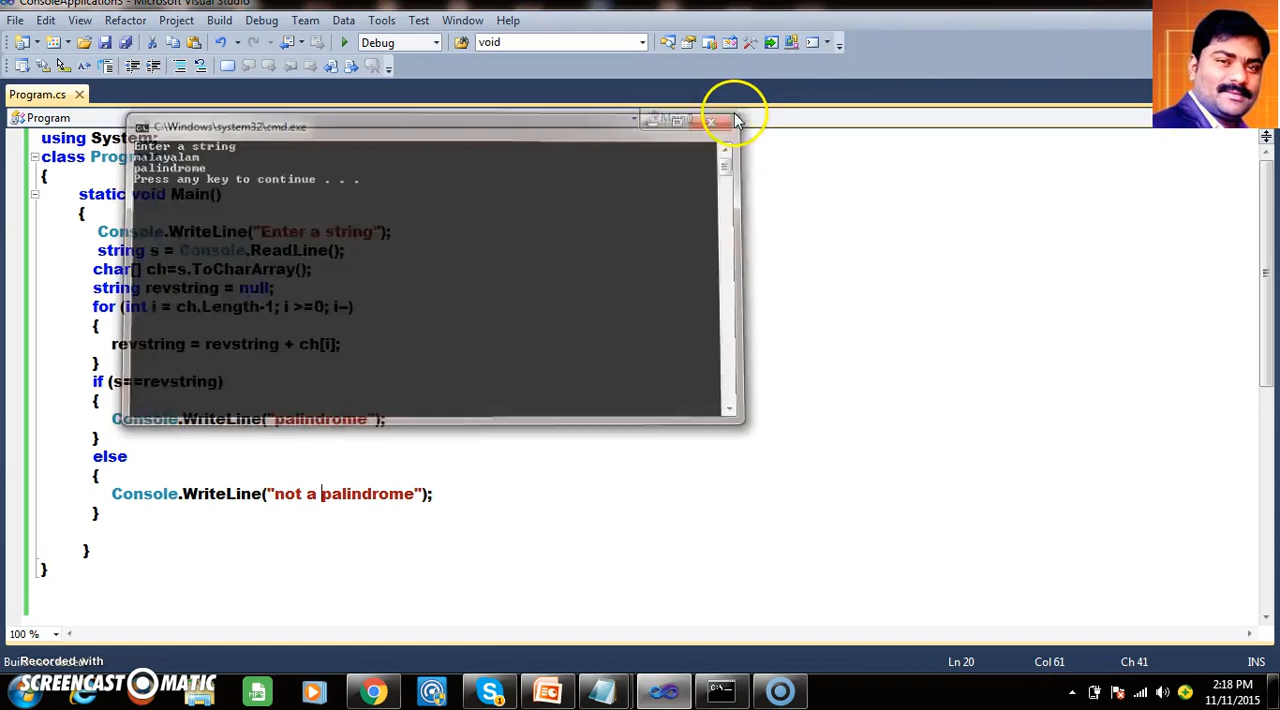 ConsoleApplication3 - Microsoft Visual Studio
File Edit View Refactor Project Build Debug Team Data Tools Test Window Help
Debug void
Program.cs
Program Main()
C:\Windows\system32\cmd.exe
Enter a string
malayalam
palindrome
Press any key to continue . . .
using System;
class Prog
{
static void Main()
{
Console.WriteLine("Enter a string");
string s = Console.ReadLine();
char[] ch=s.ToCharArray();
string revstring = null;
for (int i = ch.Length-1; i >=0; i--)
{
revstring = revstring + ch[i];
}
if (s==revstring)
{
Console.WriteLine("palindrome");
}
else
{
Console.WriteLine("not a palindrome");
}
}
}
100 %
Ln 20 Col 61 Ch 41 INS
Recorded with
SCREENCAST-O-MATIC
MP3
2:18 PM
11/11/2015